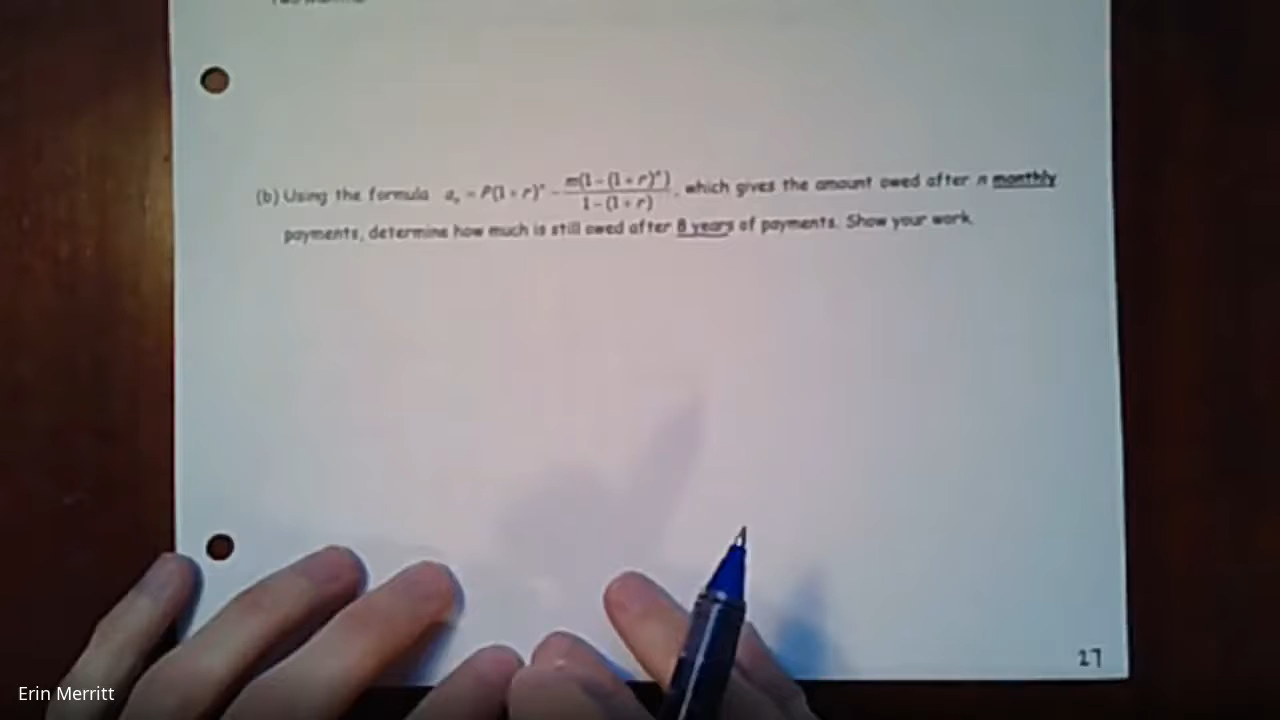 (b) Using the formula aₙ = P(1 + r)ⁿ − m(1 − (1 + r)ⁿ) / 1 − (1 + r), which gives the amount owed after n monthly
payments, determine how much is still owed after 8 years of payments. Show your work.
27
Erin Merritt